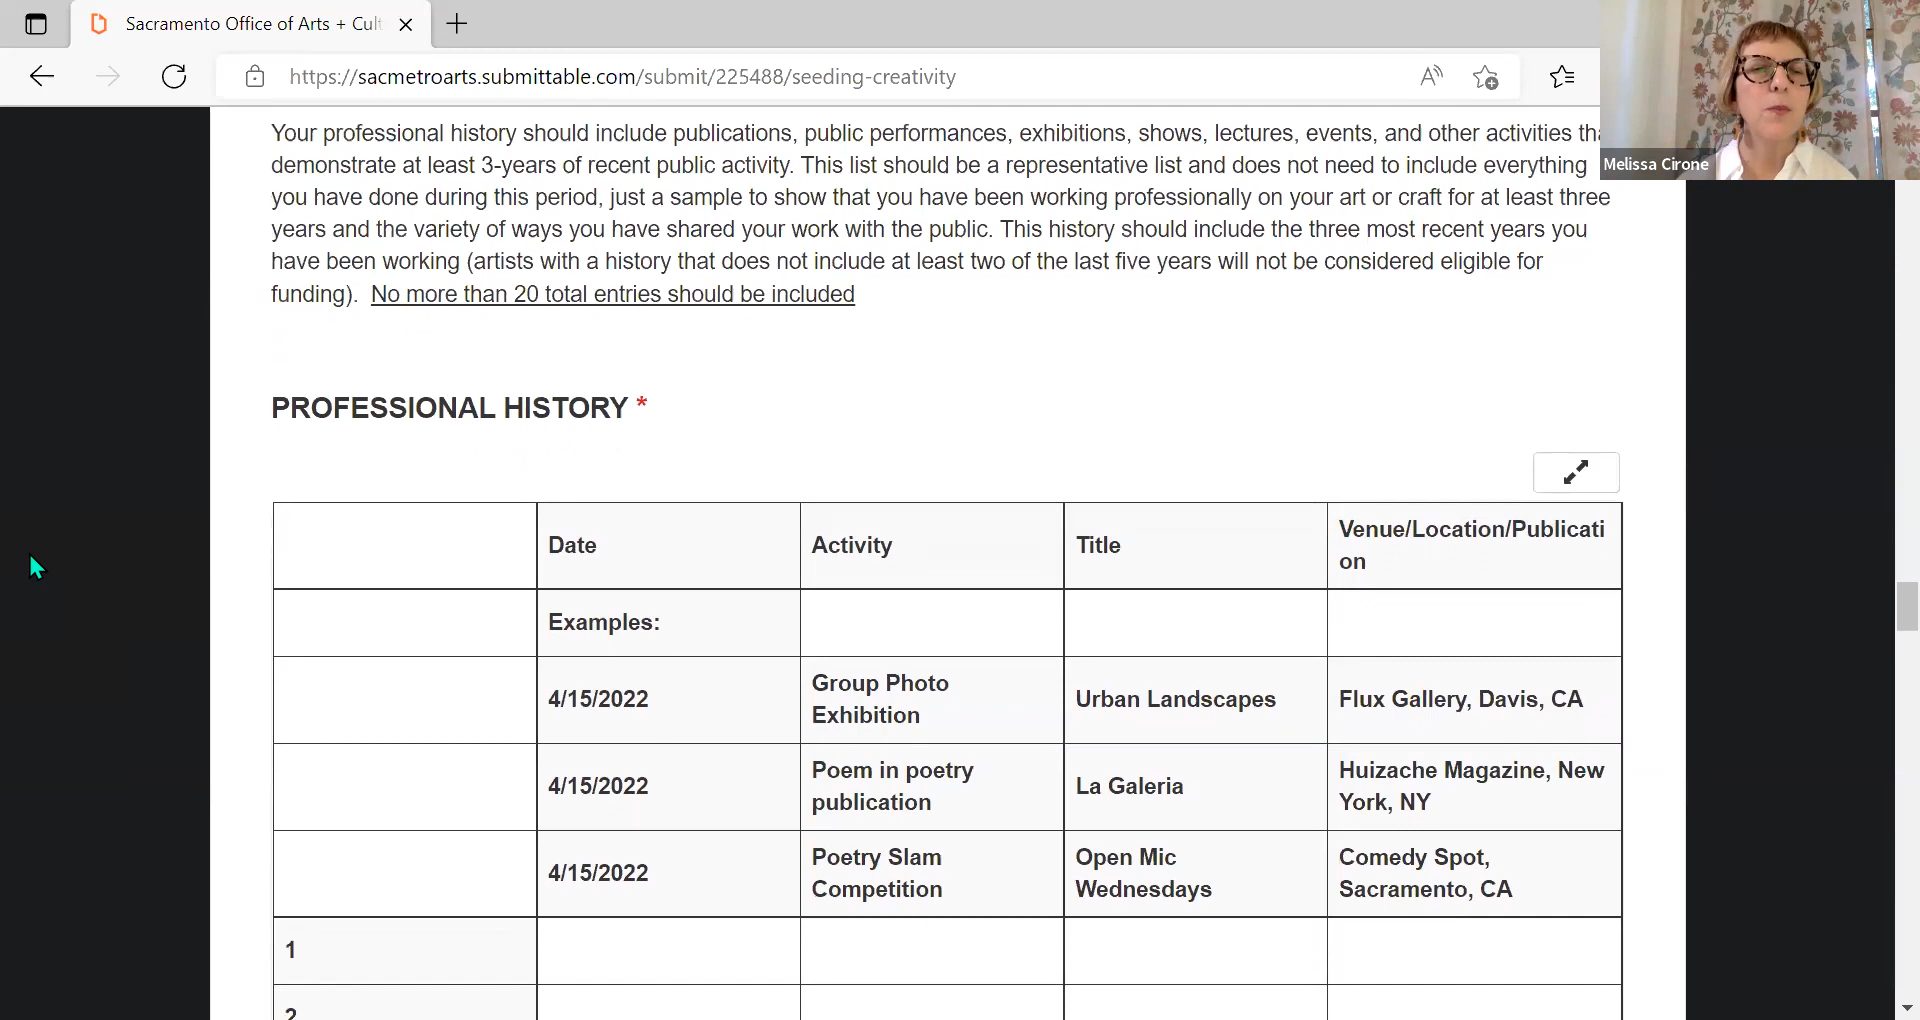 Sacramento Office of Arts + Cult
https://sacmetroarts.submittable.com/submit/225488/seeding-creativity
Melissa Cirone
Your professional history should include publications, public performances, exhibitions, shows, lectures, events, and other activities tha
demonstrate at least 3-years of recent public activity. This list should be a representative list and does not need to include everything
you have done during this period, just a sample to show that you have been working professionally on your art or craft for at least three
years and the variety of ways you have shared your work with the public. This history should include the three most recent years you
have been working (artists with a history that does not include at least two of the last five years will not be considered eligible for
funding).  No more than 20 total entries should be included
PROFESSIONAL HISTORY *
Date Activity Title Venue/Location/Publicati
on
Examples:
4/15/2022 Group Photo
Exhibition Urban Landscapes Flux Gallery, Davis, CA
4/15/2022 Poem in poetry
publication La Galeria Huizache Magazine, New
York, NY
4/15/2022 Poetry Slam
Competition Open Mic
Wednesdays Comedy Spot,
Sacramento, CA
1
2